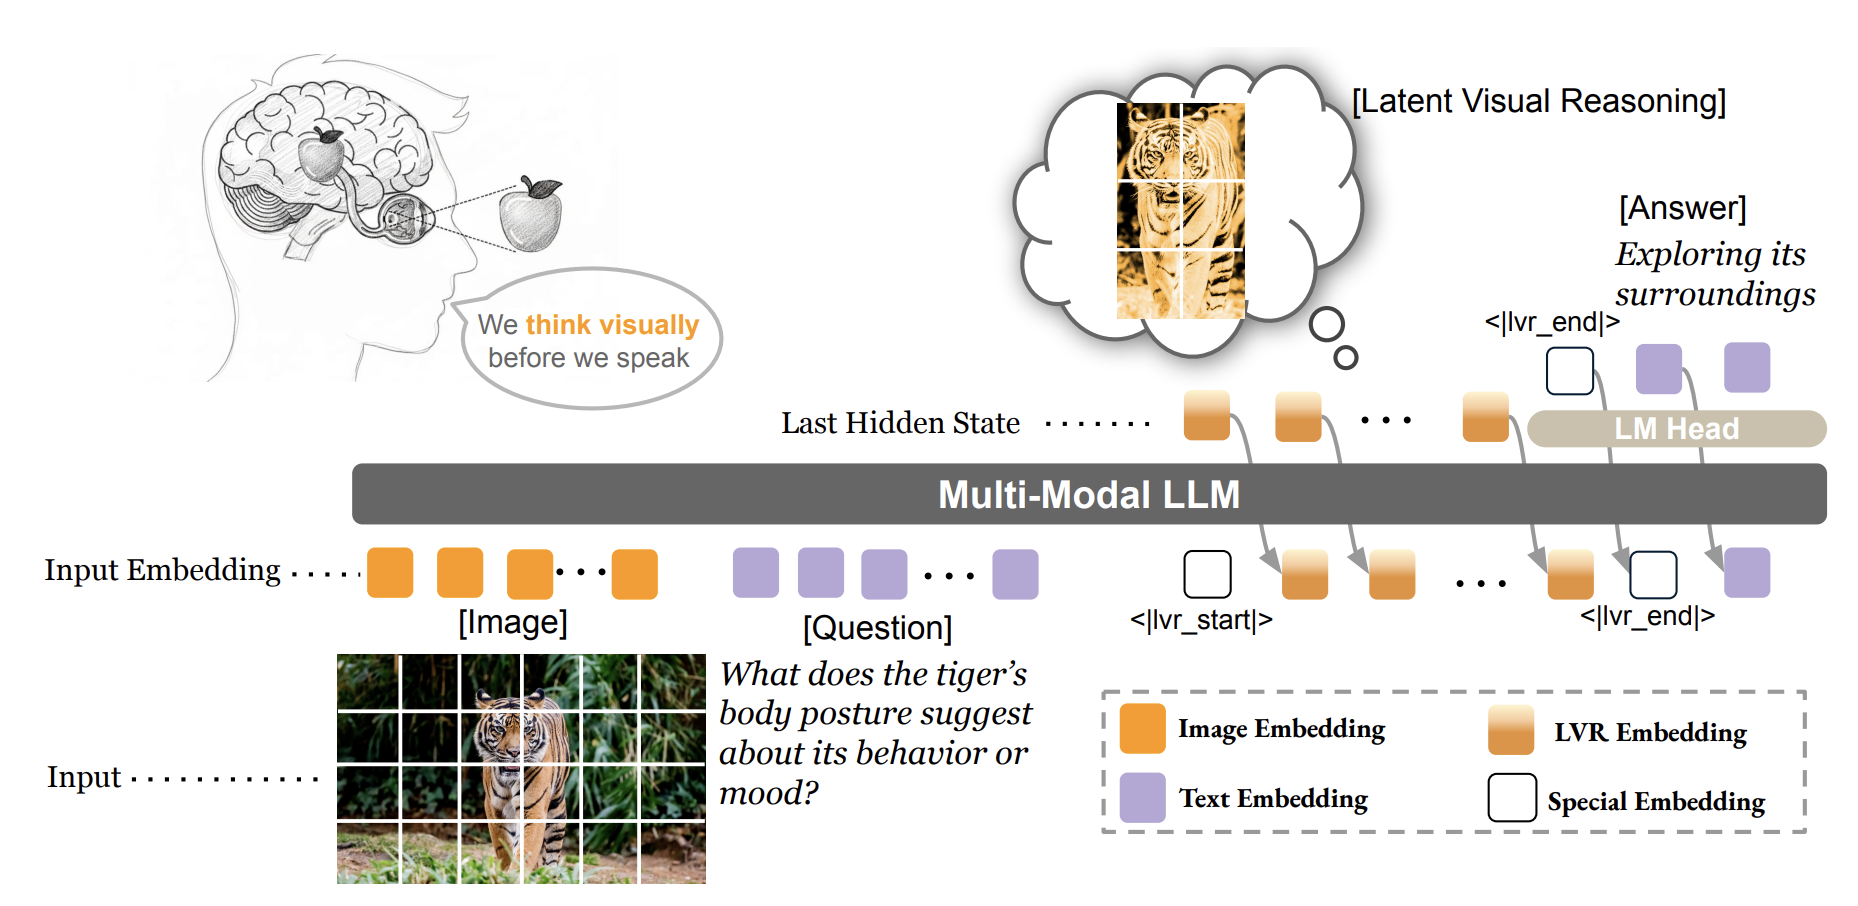 We think visually
before we speak
[Latent Visual Reasoning]
[Answer]
Exploring its
surroundings
<|lvr_end|>
Last Hidden State
LM Head
Multi-Modal LLM
Input Embedding
[Image]
[Question]
<|lvr_start|>
<|lvr_end|>
What does the tiger's
body posture suggest
about its behavior or
mood?
Input
Image Embedding
LVR Embedding
Text Embedding
Special Embedding